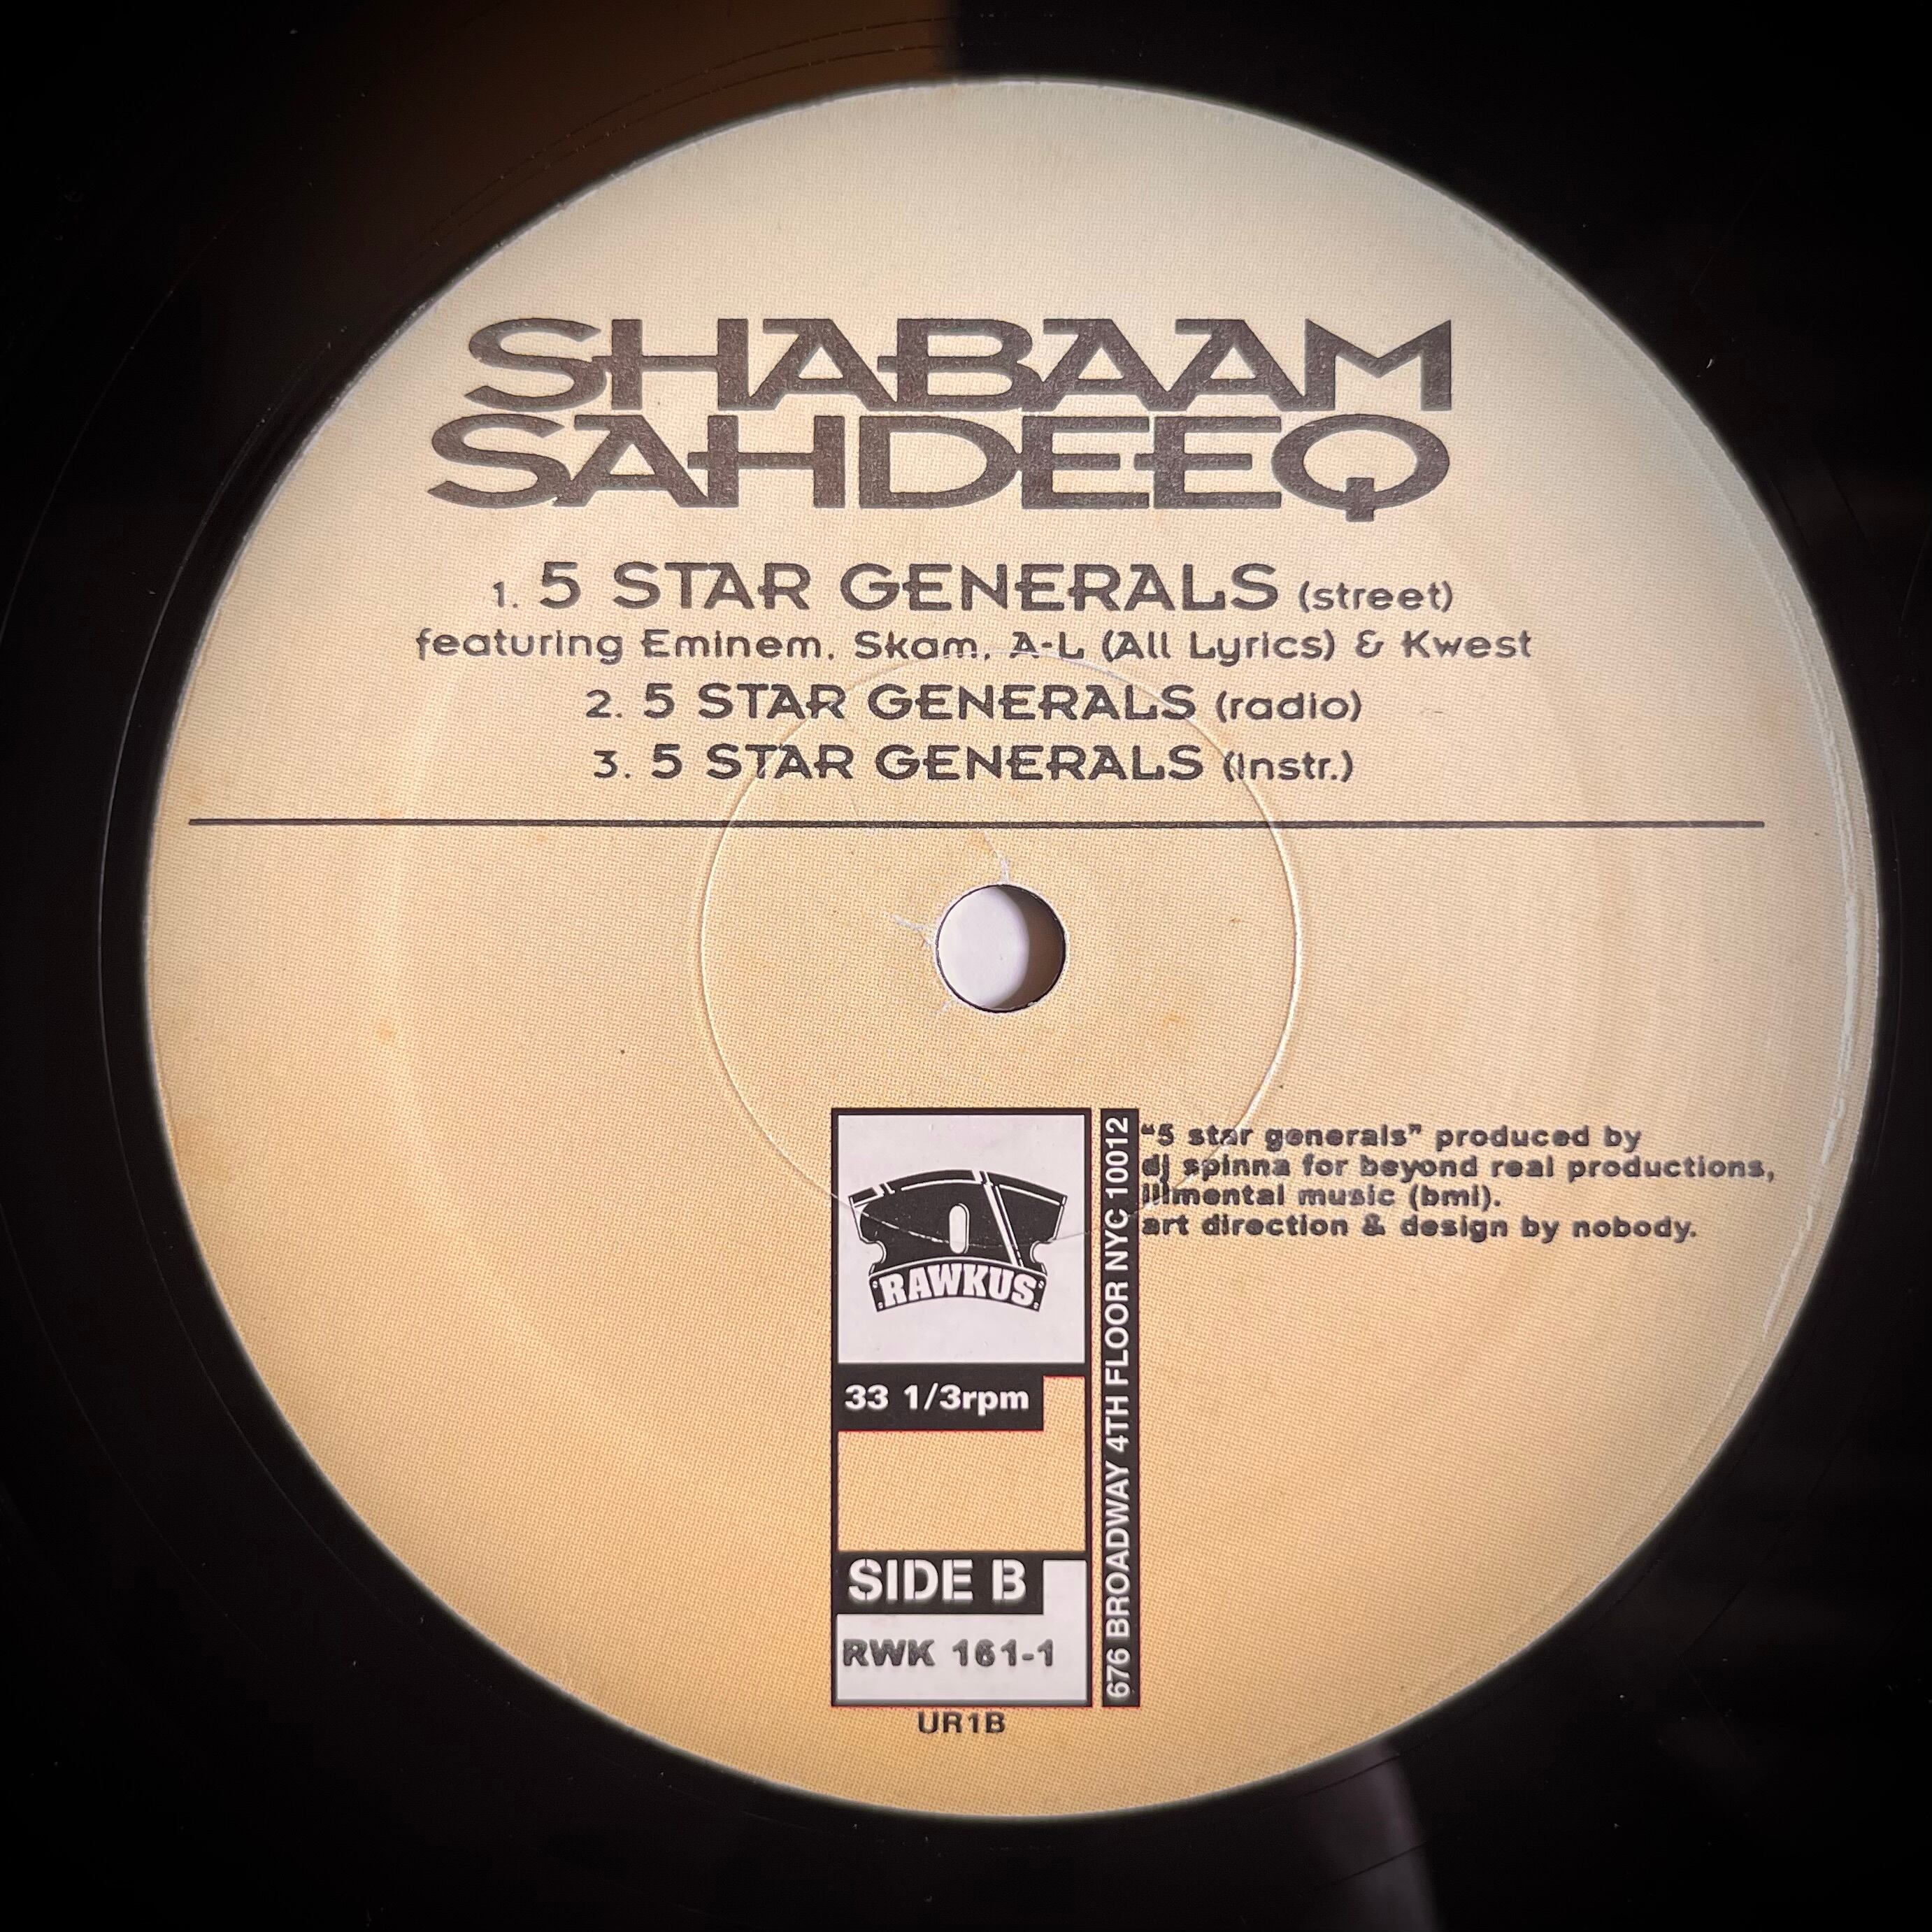 SHABAAM
SAHDEEQ
1. 5 STAR GENERALS (street)
featuring Eminem, Skam, A-L (All Lyrics) & Kwest
2. 5 STAR GENERALS (radio)
3. 5 STAR GENERALS (Instr.)
"5 star generals" produced by
dj spinna for beyond real productions,
illmental music (bmi).
art direction & design by nobody.
RAWKUS
33 1/3rpm
SIDE B
RWK 161-1
UR1B
676 BROADWAY 4TH FLOOR NYC 10012